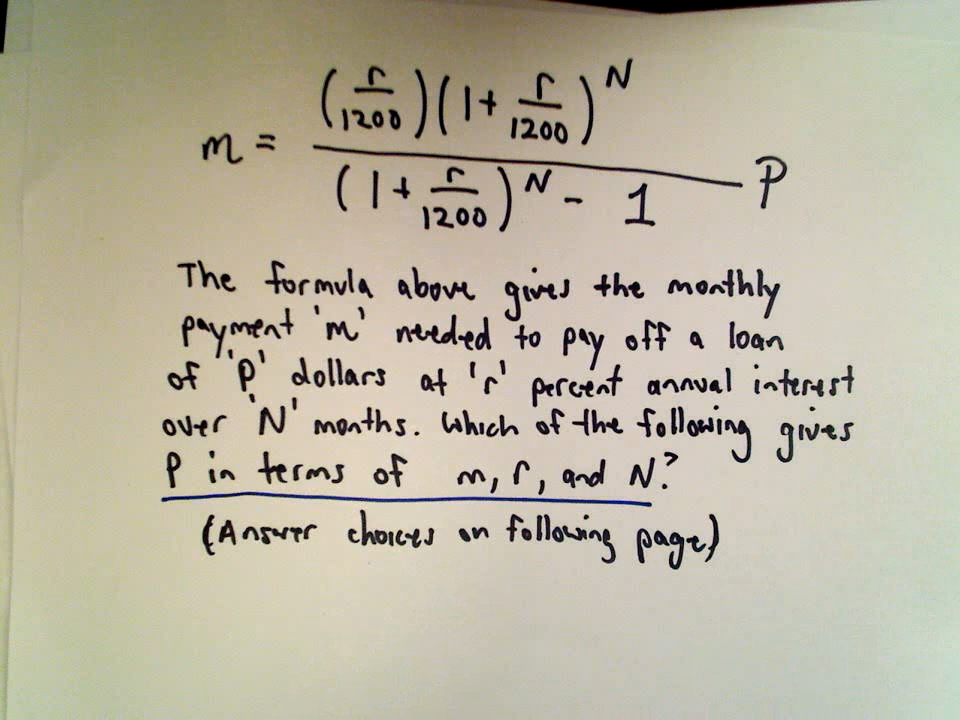 m = (r/1200)(1 + r/1200)^N / ((1 + r/1200)^N - 1) P
The formula above gives the monthly
payment 'm' needed to pay off a loan
of 'P' dollars at 'r' percent annual interest
over 'N' months. Which of the following gives
P in terms of m, r, and N?
(Answer choices on following page)